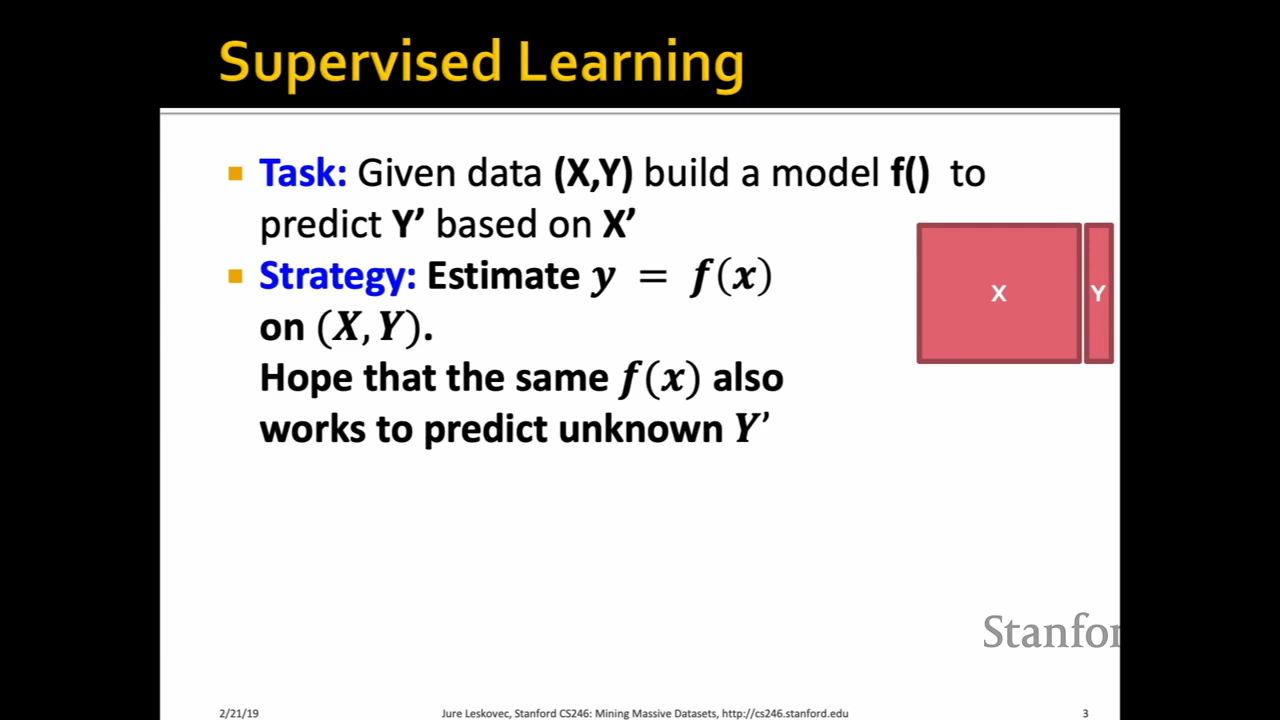 Supervised Learning
Task: Given data (X,Y) build a model f() to
predict Y’ based on X’
Strategy: Estimate y = f(x)
on (X, Y).
Hope that the same f(x) also
works to predict unknown Y’
X
Y
Stanfor
2/21/19
Jure Leskovec, Stanford CS246: Mining Massive Datasets, http://cs246.stanford.edu
3